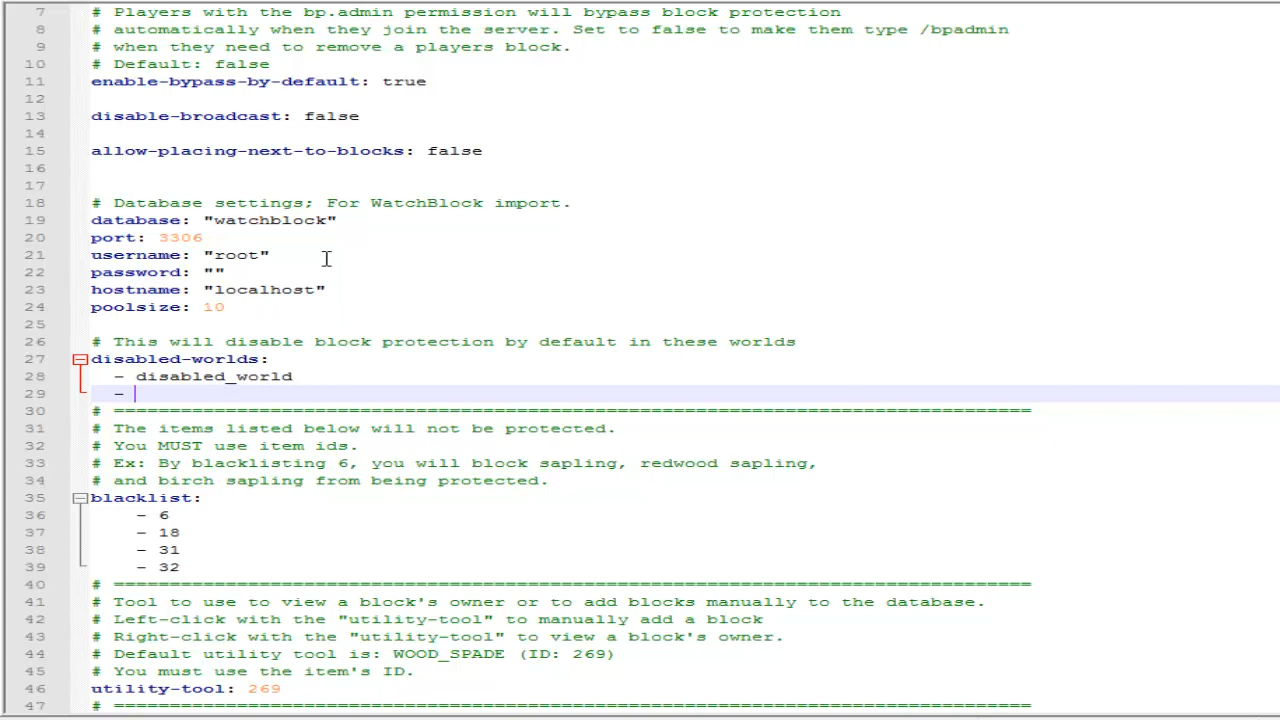 7 # Players with the bp.admin permission will bypass block protection
8 # automatically when they join the server. Set to false to make them type /bpadmin
9 # when they need to remove a players block.
10 # Default: false
11 enable-bypass-by-default: true
12
13 disable-broadcast: false
14
15 allow-placing-next-to-blocks: false
16
17
18 # Database settings; For WatchBlock import.
19 database: "watchblock"
20 port: 3306
21 username: "root"
22 password: ""
23 hostname: "localhost"
24 poolsize: 10
25
26 # This will disable block protection by default in these worlds
27 disabled-worlds:
28 - disabled_world
29 -
30 # ==================================================================================
31 # The items listed below will not be protected.
32 # You MUST use item ids.
33 # Ex: By blacklisting 6, you will block sapling, redwood sapling,
34 # and birch sapling from being protected.
35 blacklist:
36 - 6
37 - 18
38 - 31
39 - 32
40 # ==================================================================================
41 # Tool to use to view a block's owner or to add blocks manually to the database.
42 # Left-click with the "utility-tool" to manually add a block
43 # Right-click with the "utility-tool" to view a block's owner.
44 # Default utility tool is: WOOD_SPADE (ID: 269)
45 # You must use the item's ID.
46 utility-tool: 269
47 # ==================================================================================